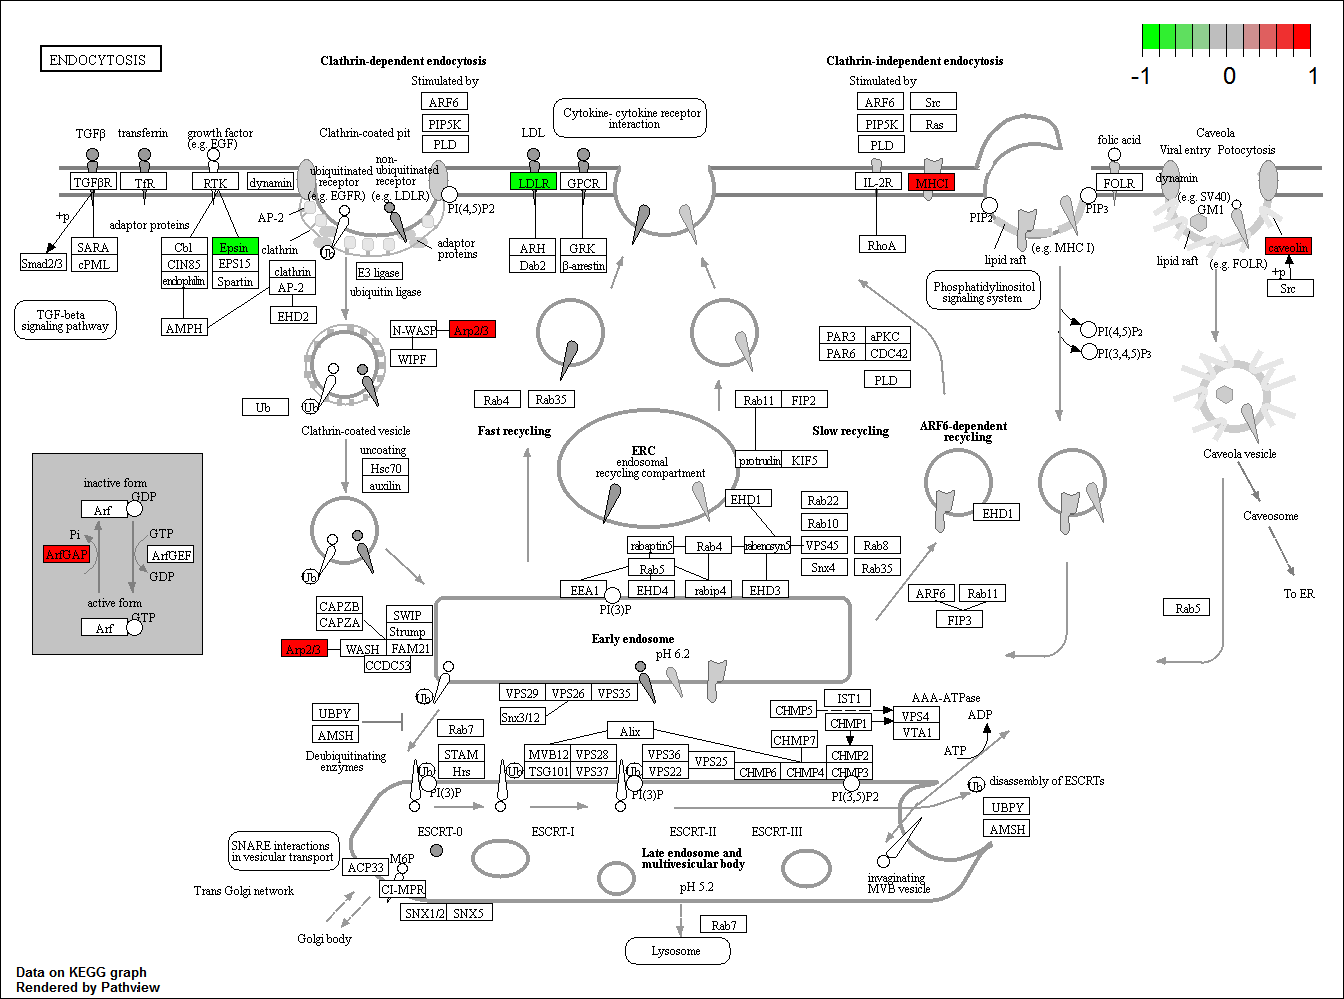 ENDOCYTOSIS
-1
0
1
Clathrin-dependent endocytosis
Stimulated by
ARF6
PIP5K
PLD
Clathrin-independent endocytosis
Stimulated by
ARF6
Src
PIP5K
Ras
PLD
Cytokine- cytokine receptor
interaction
TGFβ
transferrin
growth factor
(e.g. EGF)
Clathrin-coated pit
LDL
folic acid
Caveola
Viral entry
Potocytosis
TGFβR
TfR
RTK
dynamin
ubiquitinated
receptor
(e.g. EGFR)
non-
ubiquitinated
receptor
(e.g. LDLR)
LDLR
GPCR
IL-2R
MHCI
FOLR
dynamin
(e.g. SV40)
GM1
PI(4,5)P2
PIP2
PIP3
+p
adaptor proteins
AP-2
clathrin
Ub
adaptor
proteins
Smad2/3
SARA
cPML
Cbl
CIN85
endophilin
Epsin
EPS15
Spartin
AMPH
clathrin
AP-2
EHD2
E3 ligase
ubiquitin ligase
ARH
Dab2
GRK
β-arrestin
RhoA
lipid raft
(e.g. MHC I)
lipid raft
(e.g. FOLR)
caveolin
+p
Src
TGF-beta
signaling pathway
Phosphatidylinositol
signaling system
N-WASP
Arp2/3
WIPF
PI(4,5)P2
PI(3,4,5)P3
PAR3
aPKC
PAR6
CDC42
PLD
Ub
Ub
Clathrin-coated vesicle
uncoating
Hsc70
auxilin
Rab4
Rab35
Fast recycling
Rab11
FIP2
Slow recycling
protrudin
KIF5
ARF6-dependent
recycling
Caveola vesicle
Caveosome
To ER
ERC
endosomal
recycling compartment
EHD1
Rab22
Rab10
EHD1
rabaptin5
Rab4
rabenosyn5
VPS45
Rab8
Rab5
Snx4
Rab35
EEA1
EHD4
rabip4
EHD3
PI(3)P
inactive form
GDP
Arf
Pi
GTP
ArfGAP
ArfGEF
GDP
active form
GTP
Arf
Ub
CAPZB
CAPZA
SWIP
Strump
Arp2/3
WASH
FAM21
CCDC53
Early endosome
pH 6.2
ARF6
Rab11
FIP3
Rab5
Ub
VPS29
VPS26
VPS35
Snx3/12
UBPY
AMSH
Deubiquitinating
enzymes
Rab7
STAM
Hrs
Alix
MVB12
VPS28
TSG101
VPS37
VPS36
VPS22
VPS25
CHMP7
CHMP6
CHMP4
CHMP3
CHMP2
IST1
CHMP5
CHMP1
AAA-ATPase
VPS4
VTA1
ADP
ATP
Ub
PI(3)P
Ub
Ub
PI(3)P
PI(3,5)P2
Ub
disassembly of ESCRTs
UBPY
AMSH
ESCRT-0
ESCRT-I
ESCRT-II
ESCRT-III
SNARE interactions
in vesicular transport
ACP33
M6P
CI-MPR
SNX1/2
SNX5
Late endosome and
multivesicular body
pH 5.2
invaginating
MVB vesicle
Trans Golgi network
Golgi body
Rab7
Lysosome
Data on KEGG graph
Rendered by Pathview